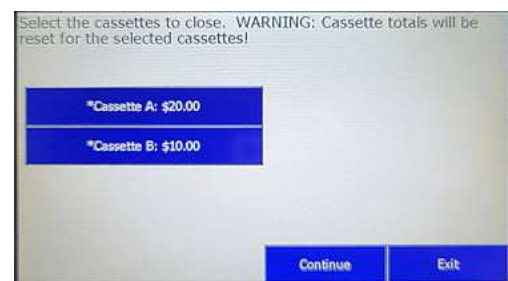 Select the cassettes to close. WARNING: Cassette totals will be
reset for the selected cassettes!
*Cassette A: $20.00
*Cassette B: $10.00
Continue Exit